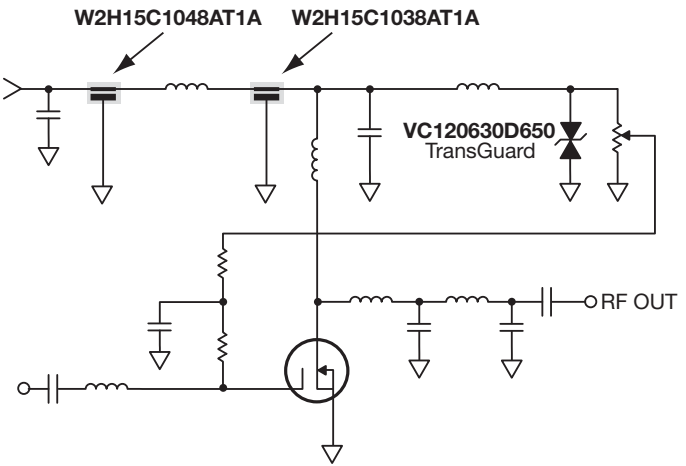 W2H15C1048AT1A
W2H15C1038AT1A
VC120630D650
TransGuard
RF OUT